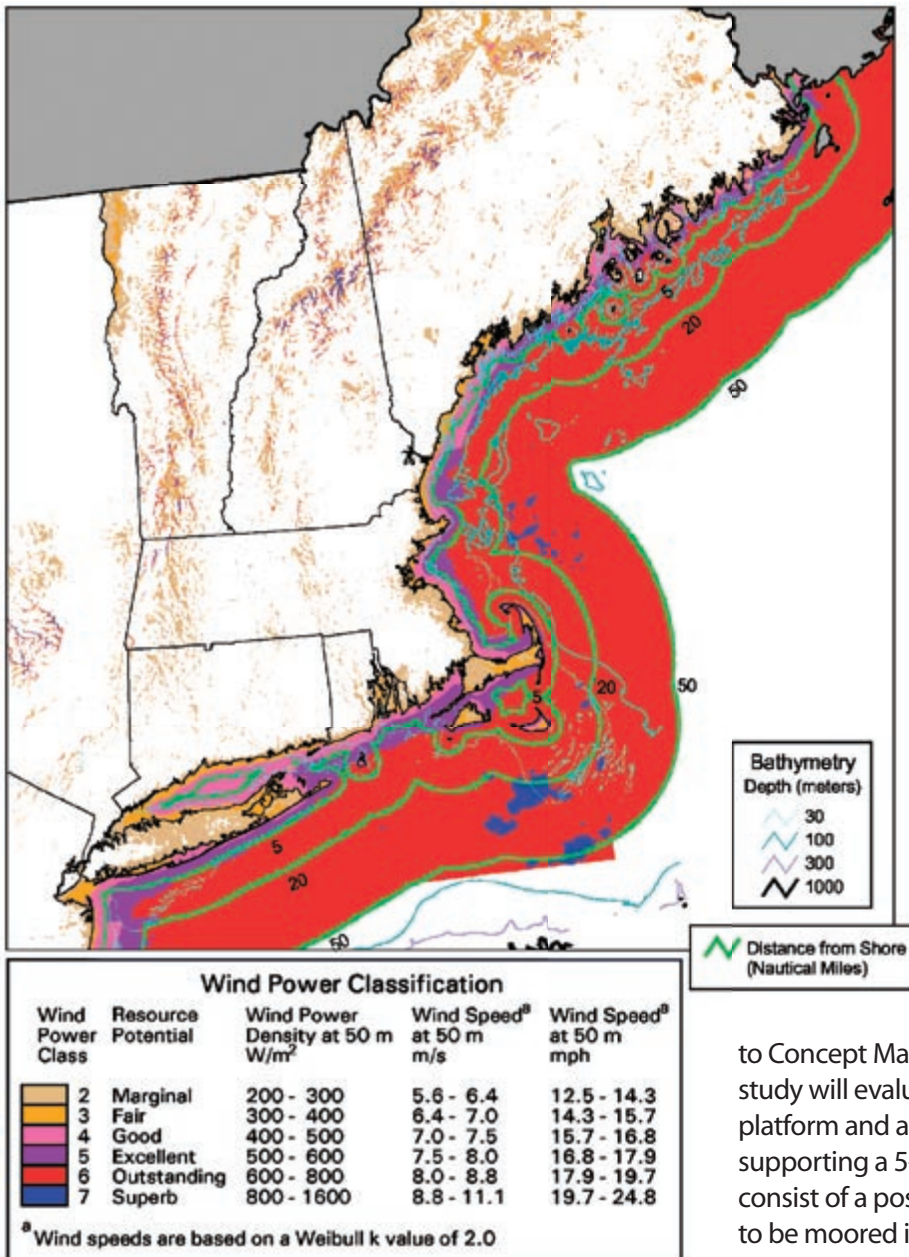 5
20
50
5
20
50
5
20
50
Bathymetry
Depth (meters)
30
100
300
1000
Distance from Shore
(Nautical Miles)
Wind Power Classification
Wind Resource Wind Power Wind Speedᵃ Wind Speedᵃ
Power Potential Density at 50 m at 50 m at 50 m
Class W/m² m/s mph
2 Marginal 200 - 300 5.6 - 6.4 12.5 - 14.3
3 Fair 300 - 400 6.4 - 7.0 14.3 - 15.7
4 Good 400 - 500 7.0 - 7.5 15.7 - 16.8
5 Excellent 500 - 600 7.5 - 8.0 16.8 - 17.9
6 Outstanding 600 - 800 8.0 - 8.8 17.9 - 19.7
7 Superb 800 - 1600 8.8 - 11.1 19.7 - 24.8
ᵃ Wind speeds are based on a Weibull k value of 2.0
to Concept Ma
study will evalu
platform and a
supporting a 5-
consist of a pos
to be moored i